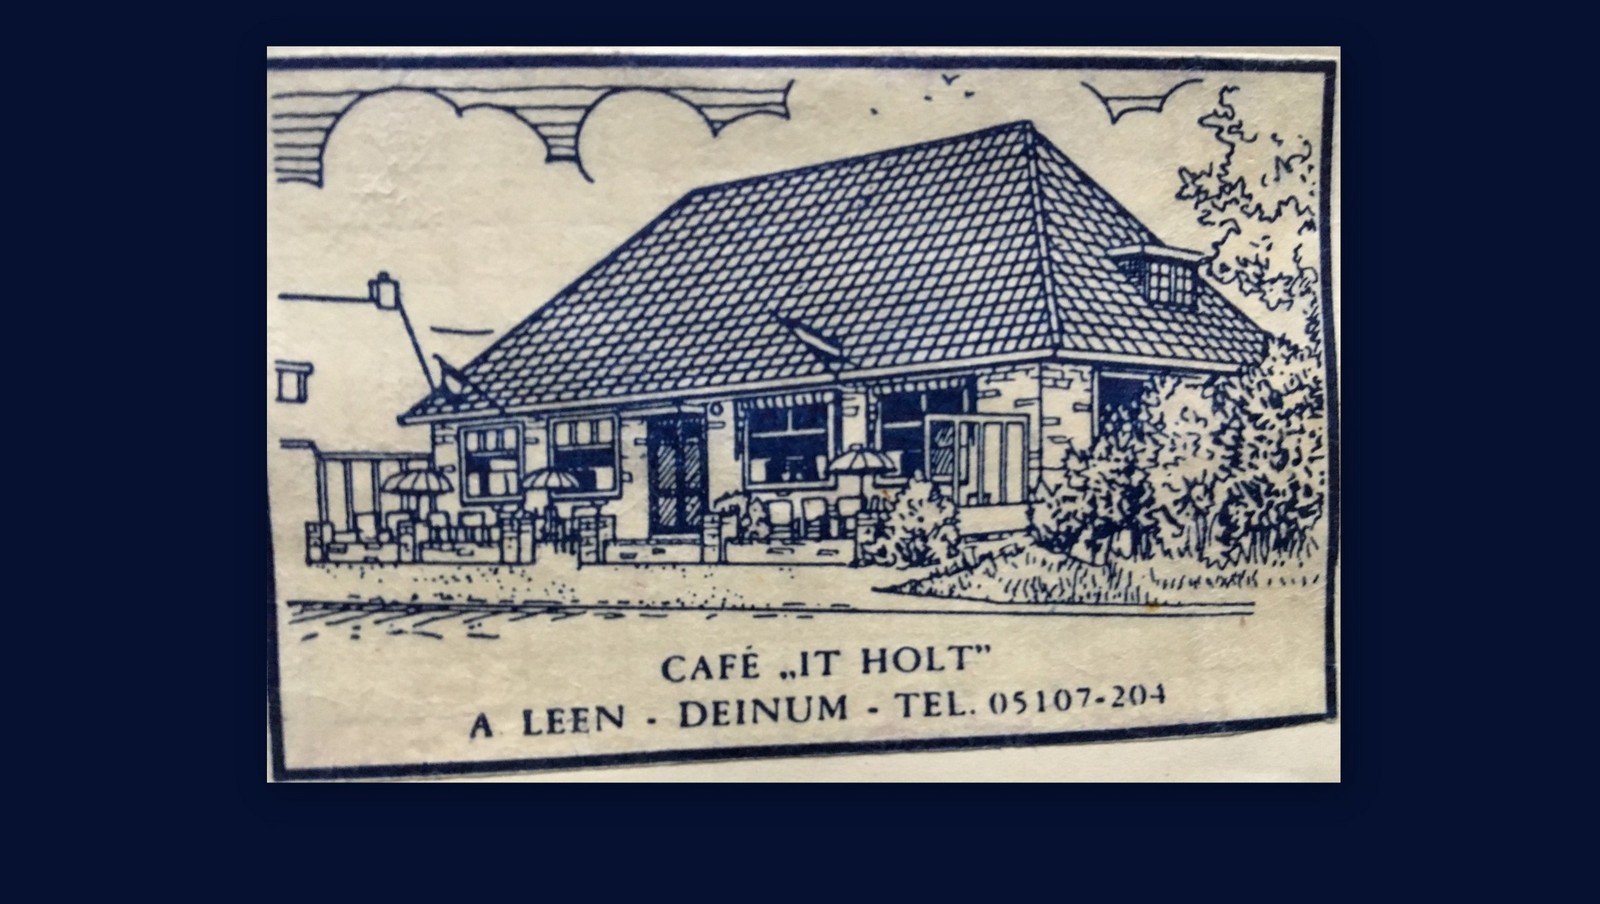 CAFÉ „IT HOLT”
A LEEN - DEINUM - TEL. 05107-204